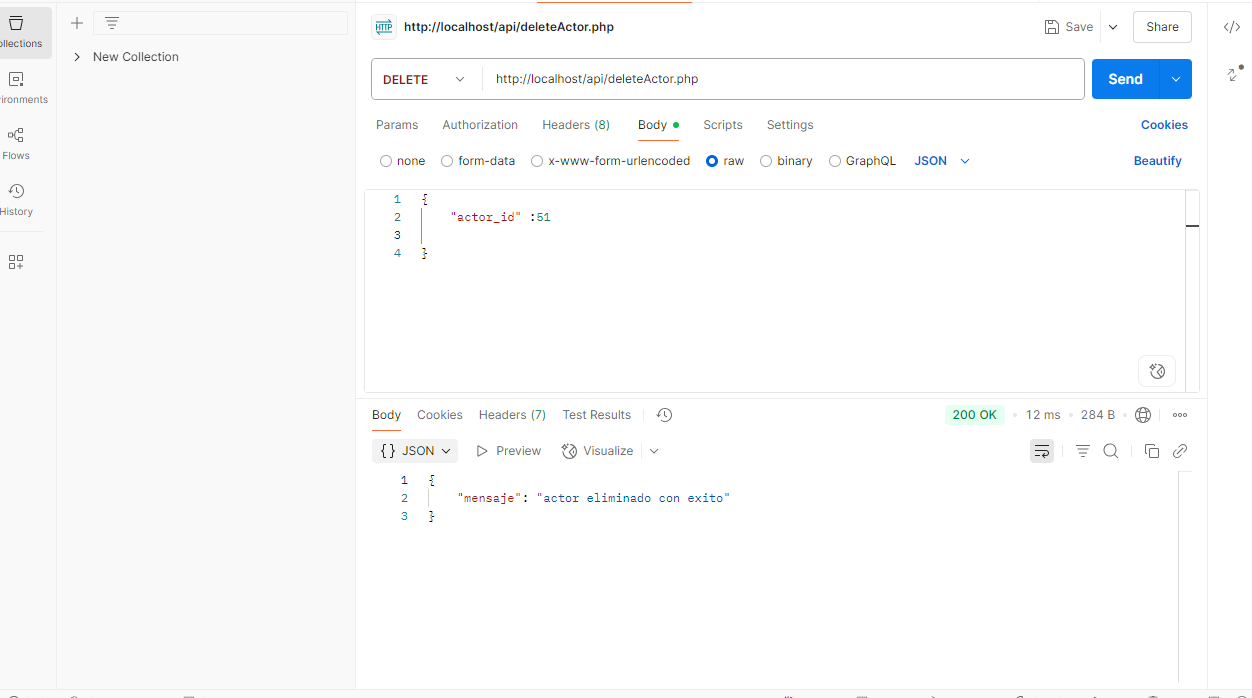 HTTP http://localhost/api/deleteActor.php Save Share
ollections
New Collection
DELETE http://localhost/api/deleteActor.php Send
ironments
Params Authorization Headers (8) Body Scripts Settings Cookies
Flows
none form-data x-www-form-urlencoded raw binary GraphQL JSON Beautify
History
1 {
2 "actor_id" :51
3
4 }
Body Cookies Headers (7) Test Results 200 OK • 12 ms • 284 B •
{} JSON Preview Visualize
1 {
2 "mensaje": "actor eliminado con exito"
3 }